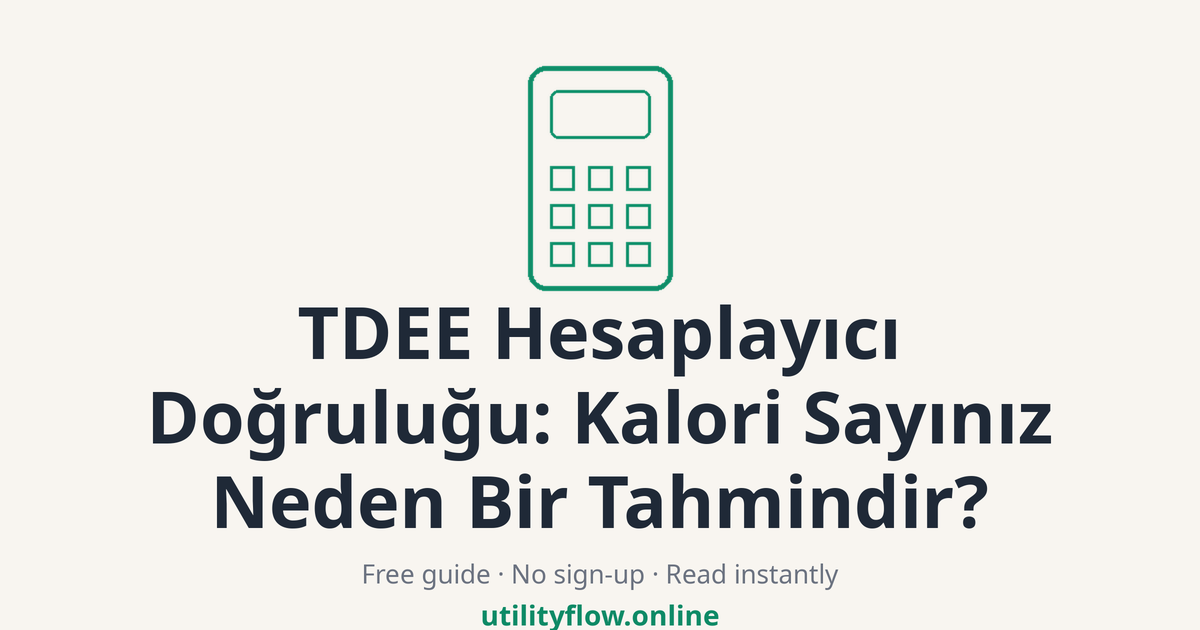 TDEE Hesaplayıcı
Doğruluğu: Kalori Sayınız
Neden Bir Tahmindir?
Free guide · No sign-up · Read instantly
utilityflow.online